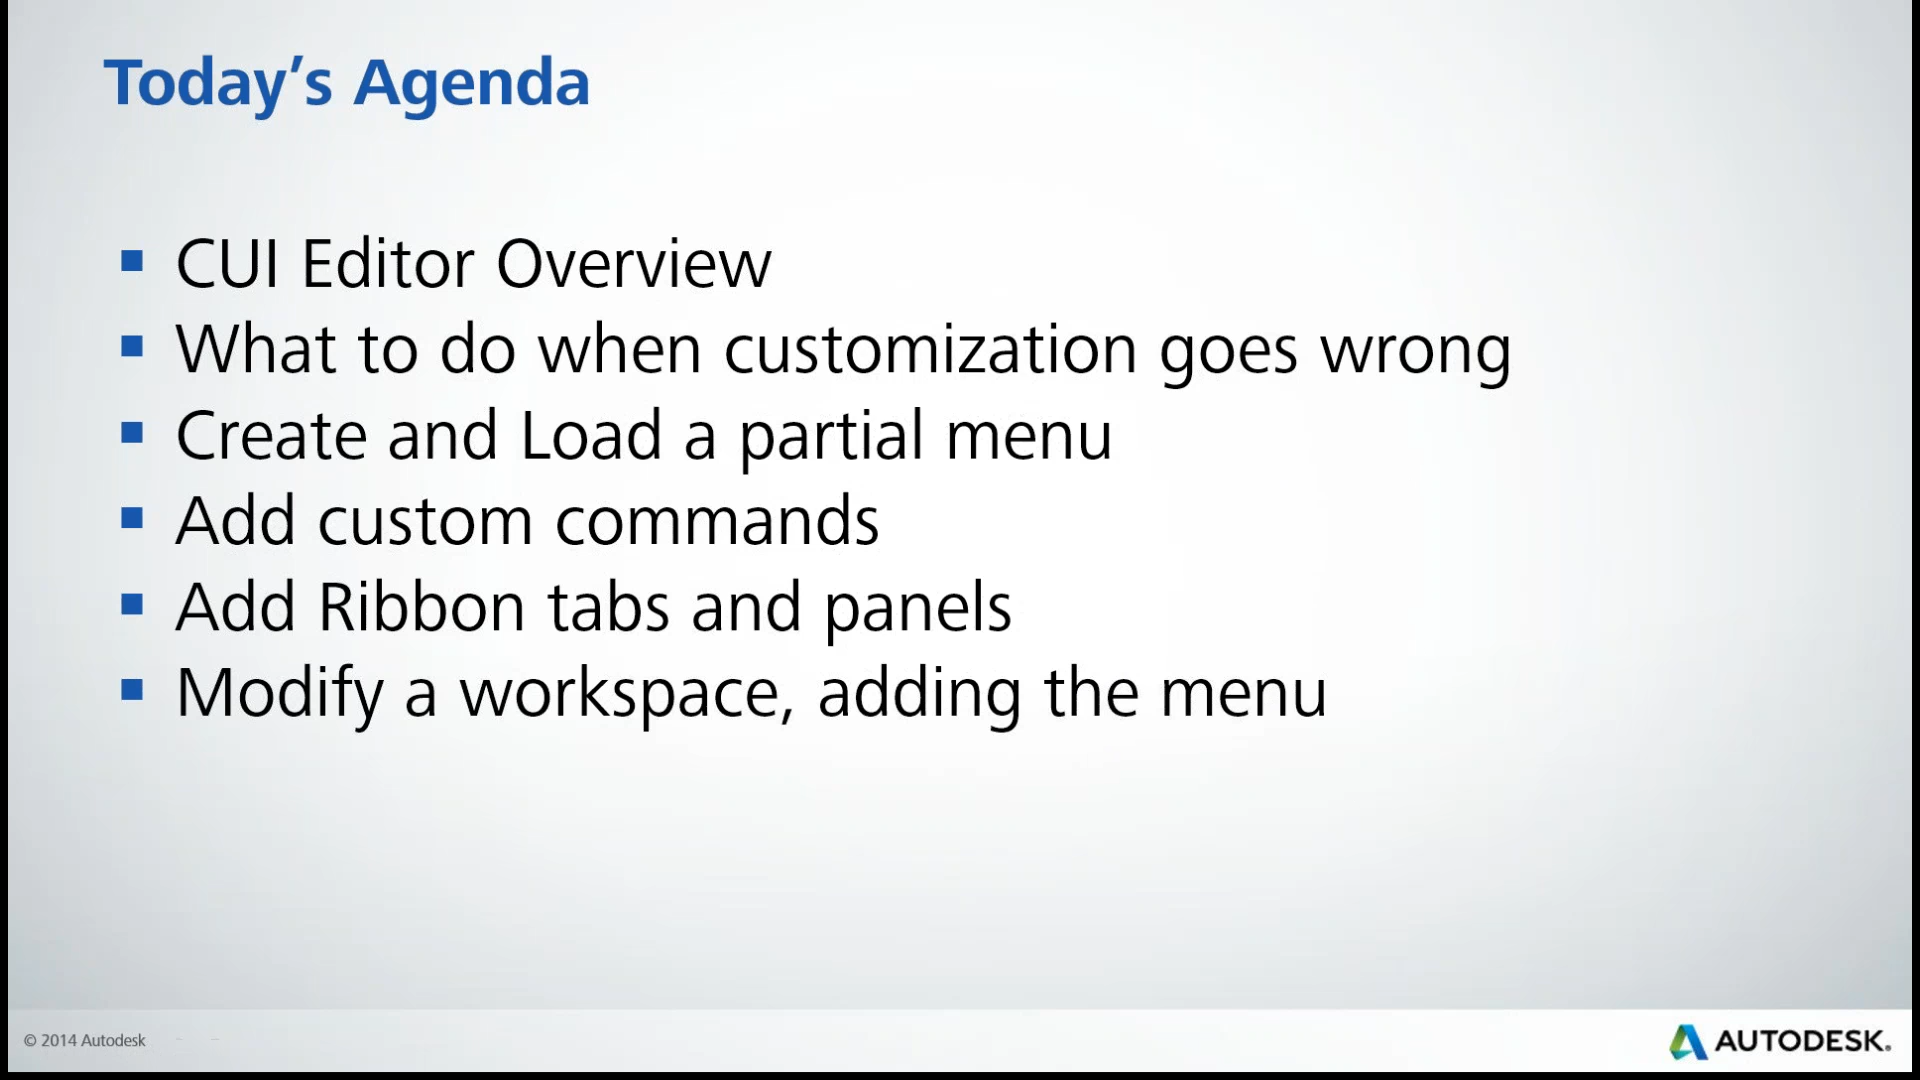 Today’s Agenda
▪ CUI Editor Overview
▪ What to do when customization goes wrong
▪ Create and Load a partial menu
▪ Add custom commands
▪ Add Ribbon tabs and panels
▪ Modify a workspace, adding the menu
© 2014 Autodesk
AUTODESK.